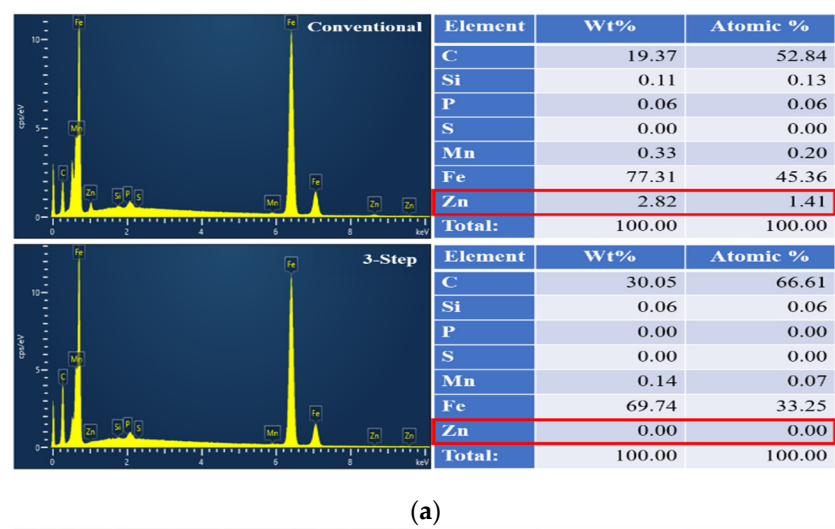 Conventional
cps/eV
10
5
0
Fe
Mn
C
Zn
Si
P
S
Mn
Fe
Fe
Zn
Zn
0 2 4 6 8 keV
Element Wt% Atomic %
C 19.37 52.84
Si 0.11 0.13
P 0.06 0.06
S 0.00 0.00
Mn 0.33 0.20
Fe 77.31 45.36
Zn 2.82 1.41
Total: 100.00 100.00
3-Step
cps/eV
10
5
0
Fe
Mn
C
Zn
Si
P
S
Mn
Fe
Fe
Zn
Zn
0 2 4 6 8 keV
Element Wt% Atomic %
C 30.05 66.61
Si 0.06 0.06
P 0.00 0.00
S 0.00 0.00
Mn 0.14 0.07
Fe 69.74 33.25
Zn 0.00 0.00
Total: 100.00 100.00
(a)